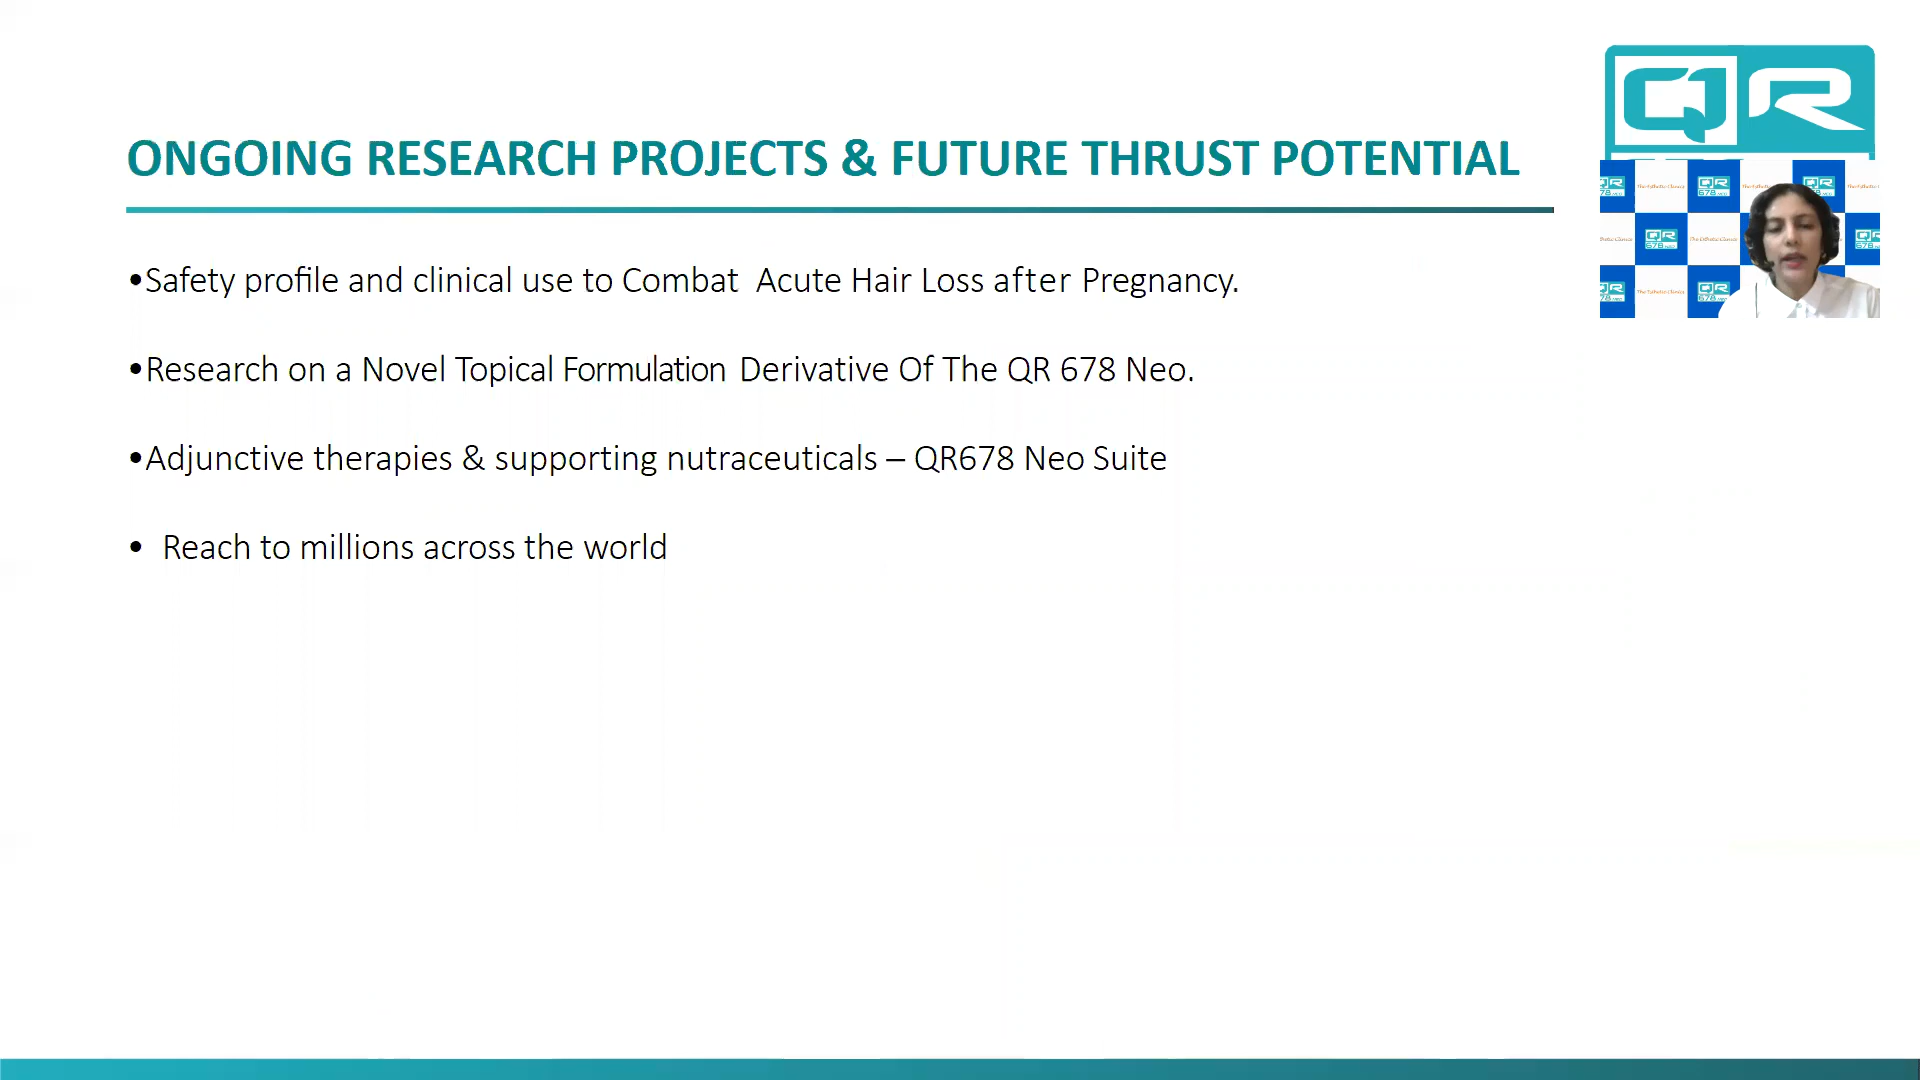 QR
ONGOING RESEARCH PROJECTS & FUTURE THRUST POTENTIAL
•Safety profile and clinical use to Combat Acute Hair Loss after Pregnancy.
•Research on a Novel Topical Formulation Derivative Of The QR 678 Neo.
•Adjunctive therapies & supporting nutraceuticals – QR678 Neo Suite
• Reach to millions across the world